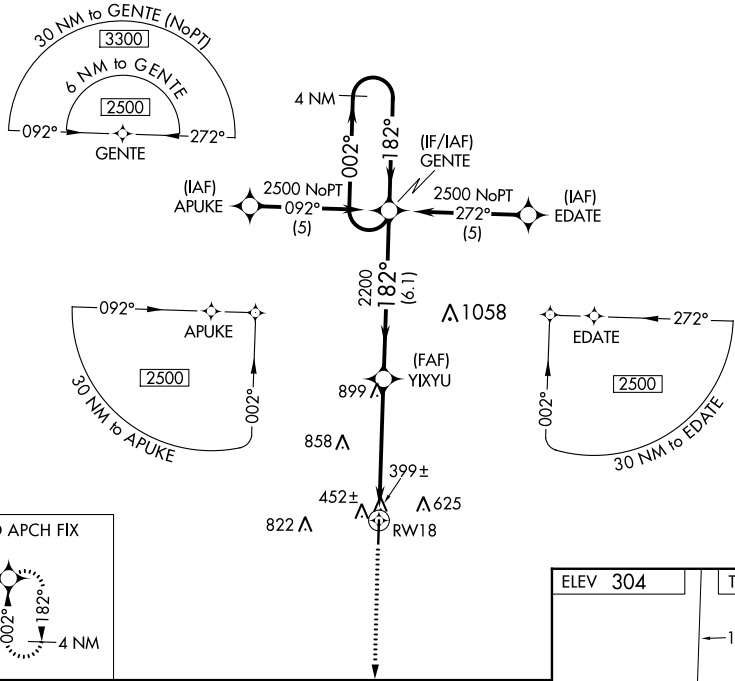 30 NM to GENTE (NoPT)
3300
6 NM to GENTE
2500
092°
272°
GENTE
4 NM
002°
182°
(IF/IAF)
GENTE
(IAF)
APUKE
2500 NoPT
092°
(5)
2500 NoPT
272°
(5)
(IAF)
EDATE
2200
182°
(6.1)
1058
092°
APUKE
2500
002°
30 NM to APUKE
272°
EDATE
2500
002°
30 NM to EDATE
(FAF)
YIXYU
899
858
399±
452±
625
822
RW18
APCH FIX
002°
182°
4 NM
ELEV 304
T
1